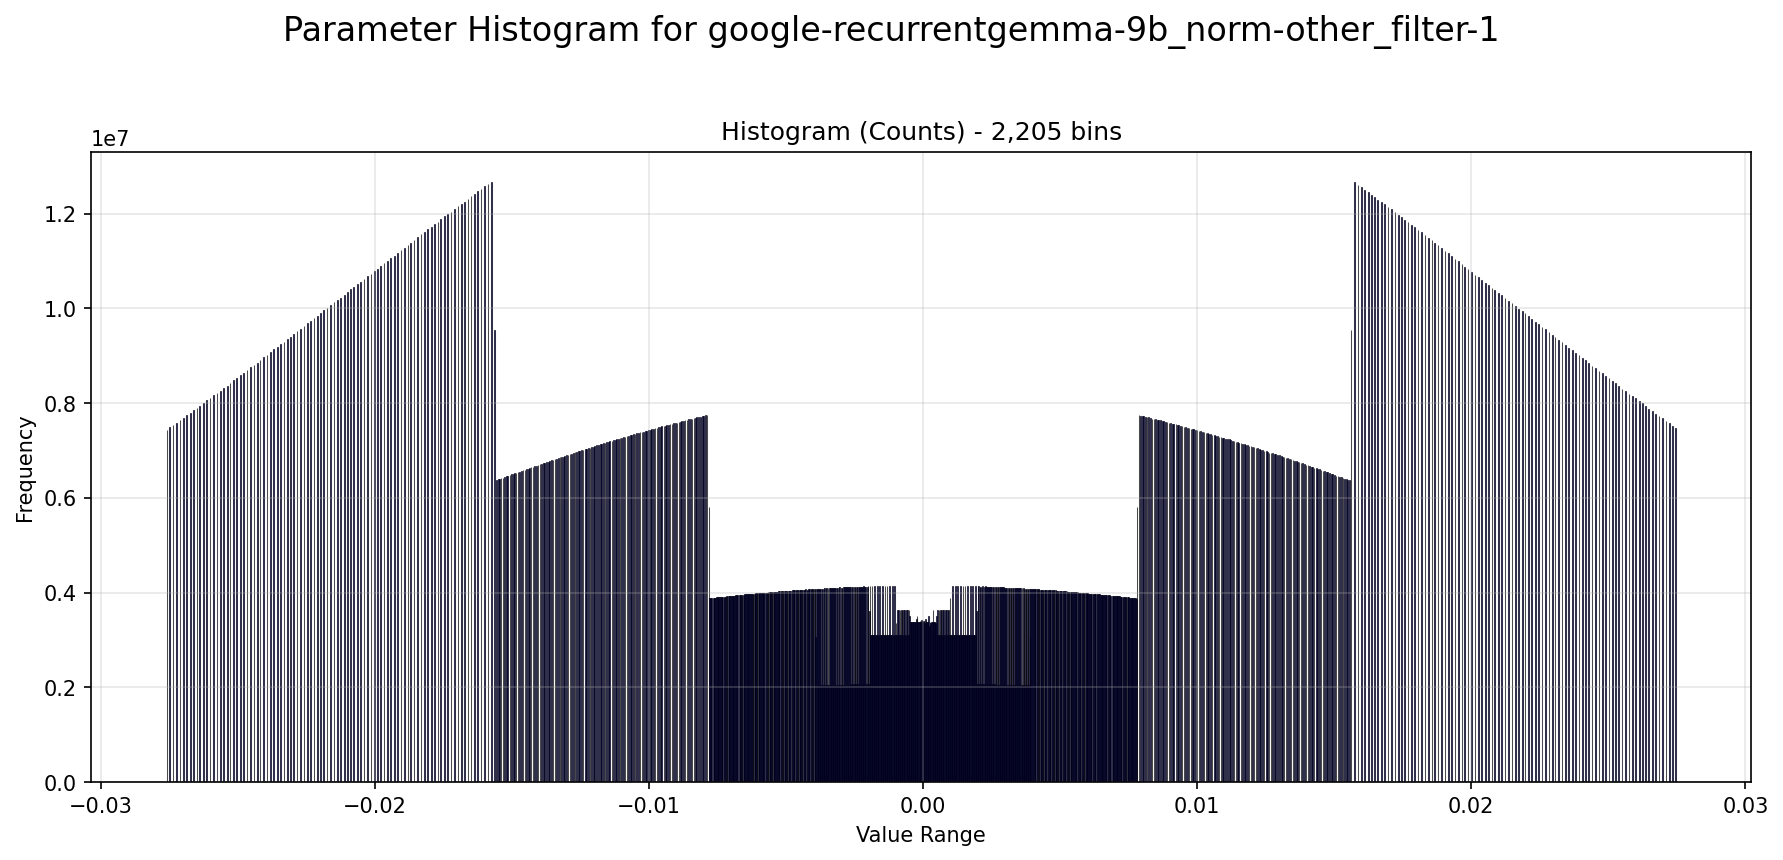 Parameter Histogram for google-recurrentgemma-9b_norm-other_filter-1
Histogram (Counts) - 2,205 bins
1e7
1.2
1.0
0.8
0.6
0.4
0.2
0.0
Frequency
−0.03 −0.02 −0.01 0.00 0.01 0.02 0.03
Value Range